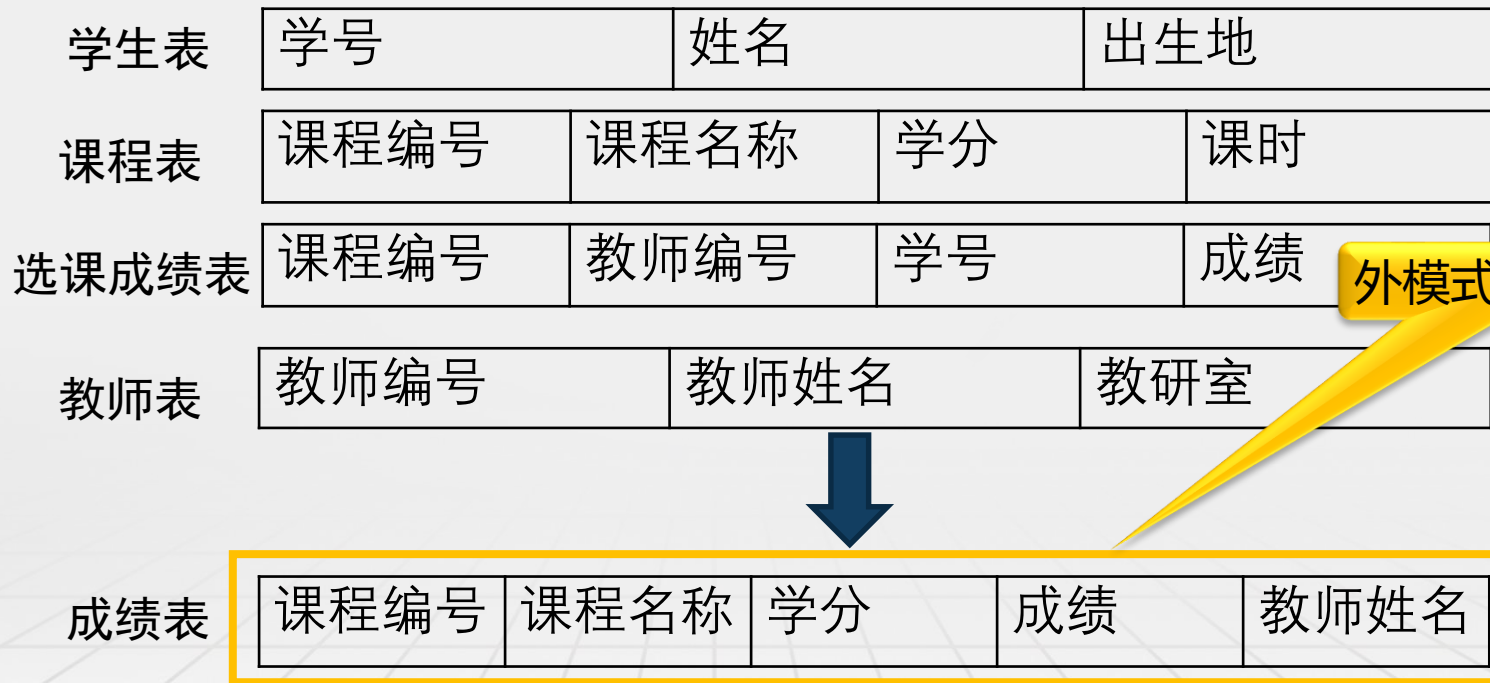 学生表 学号 姓名 出生地
课程表 课程编号 课程名称 学分 课时
选课成绩表 课程编号 教师编号 学号 成绩
外模式
教师表 教师编号 教师姓名 教研室
成绩表 课程编号 课程名称 学分 成绩 教师姓名